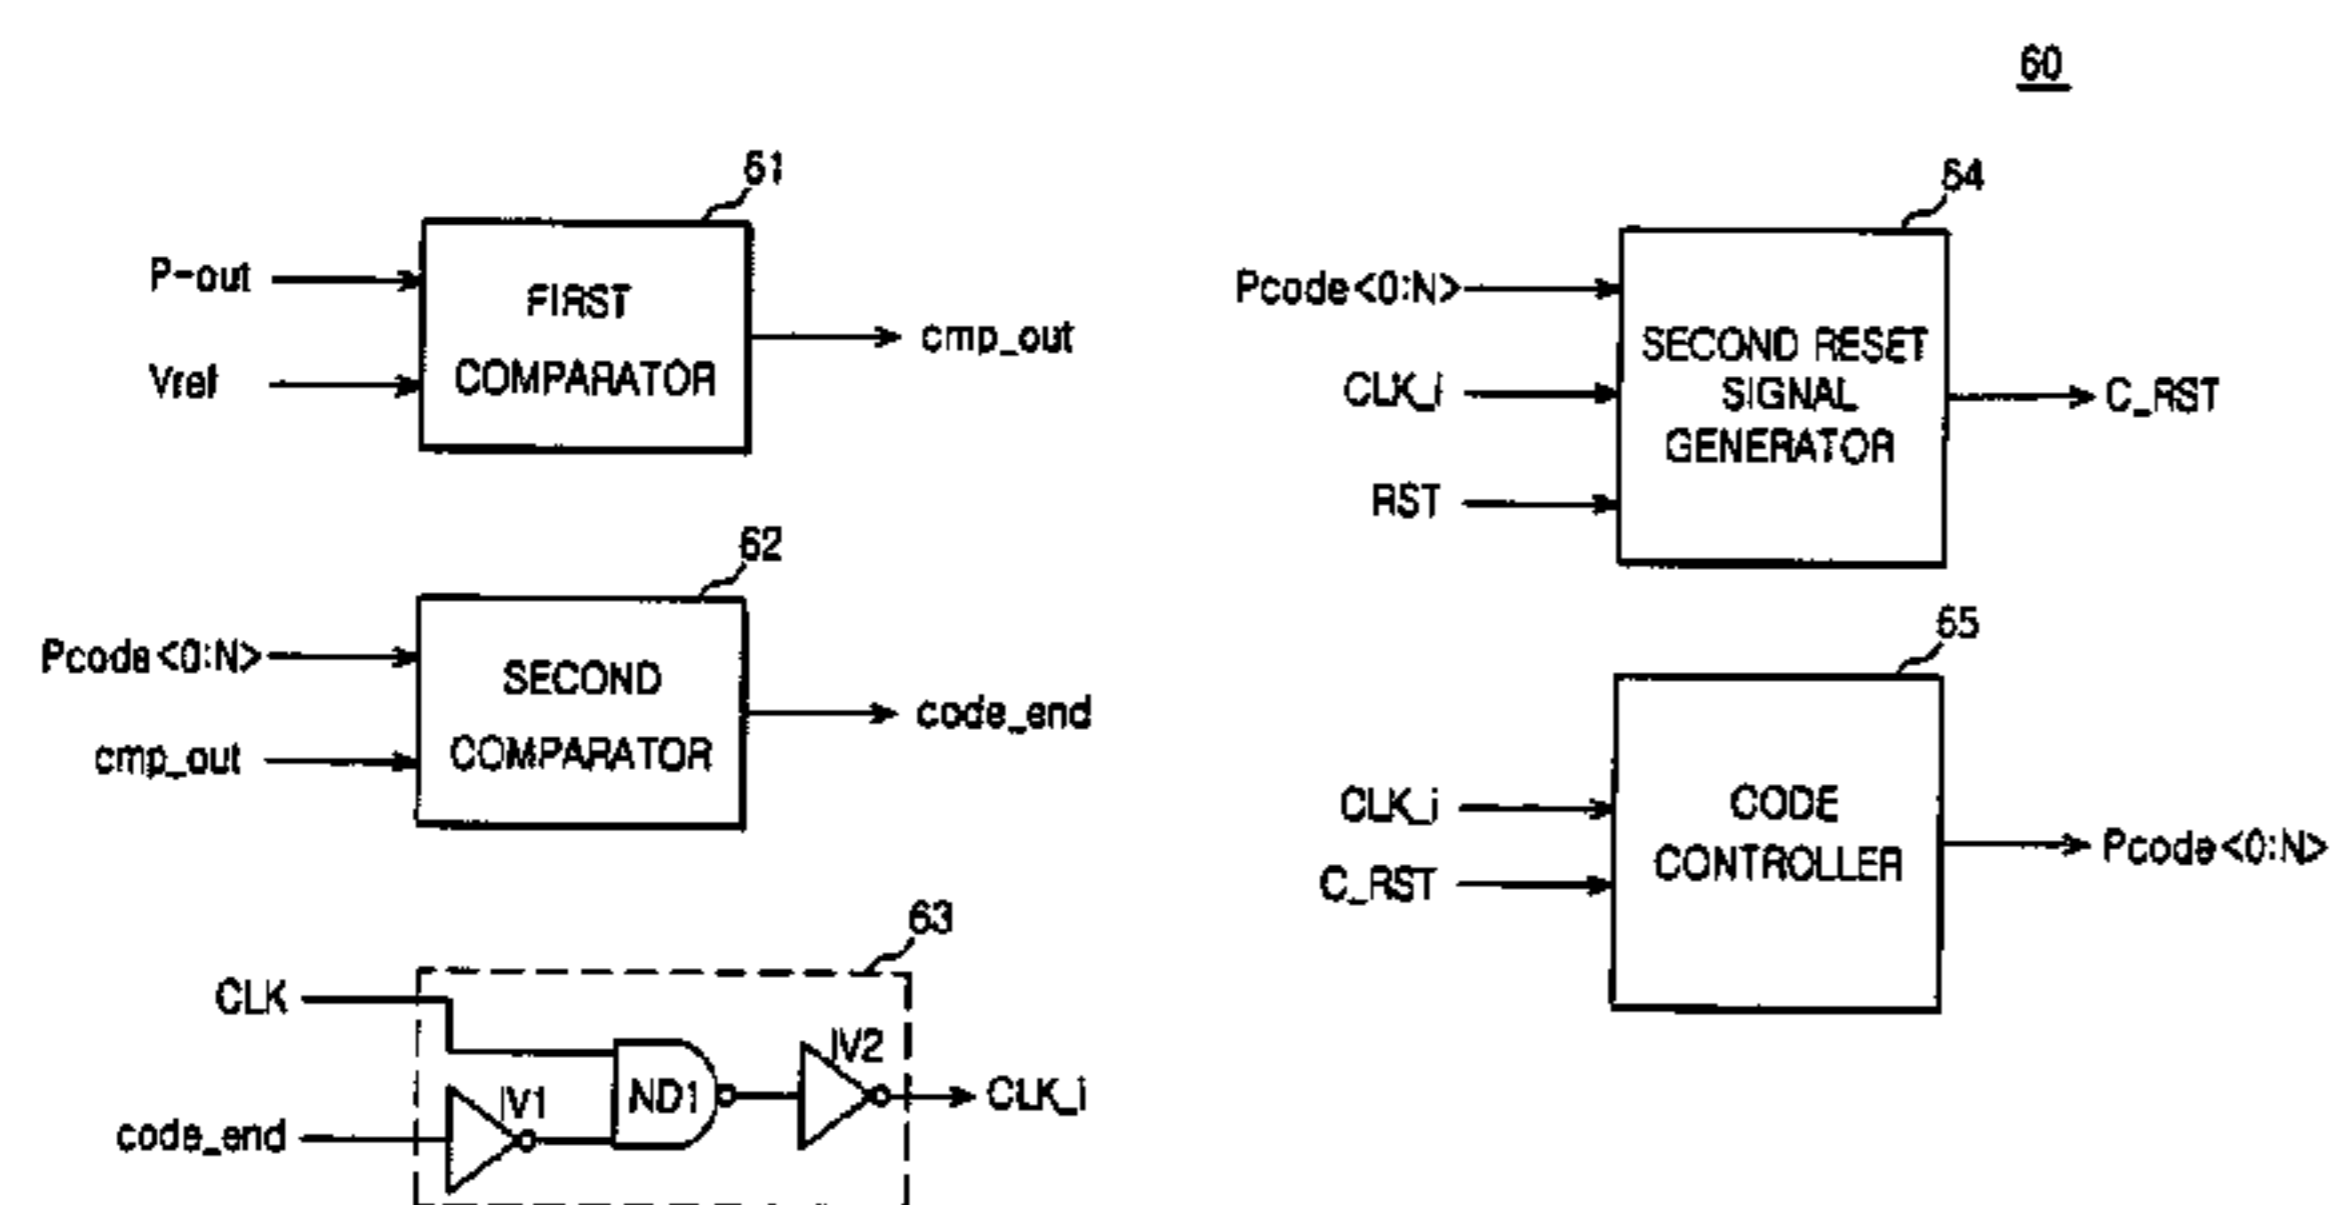 60
61
P-out
Vref
FIRST
COMPARATOR
cmp_out
62
Pcode<0:N>
cmp_out
SECOND
COMPARATOR
code_end
63
CLK
code_end
IV1
ND1
IV2
CLK_i
64
Pcode<0:N>
CLK_i
RST
SECOND RESET
SIGNAL
GENERATOR
C_RST
65
CLK_i
C_RST
CODE
CONTROLLER
Pcode<0:N>